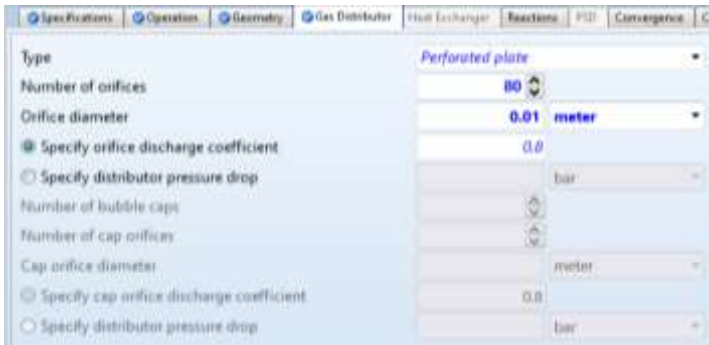 Specifications Operation Geometry Gas Distributor Heat Exchanger Reactions PSD Convergence
Type Perforated plate
Number of orifices 80
Orifice diameter 0.01 meter
Specify orifice discharge coefficient 0.8
Specify distributor pressure drop bar
Number of bubble caps
Number of cap orifices
Cap orifice diameter meter
Specify cap orifice discharge coefficient 0.8
Specify distributor pressure drop bar